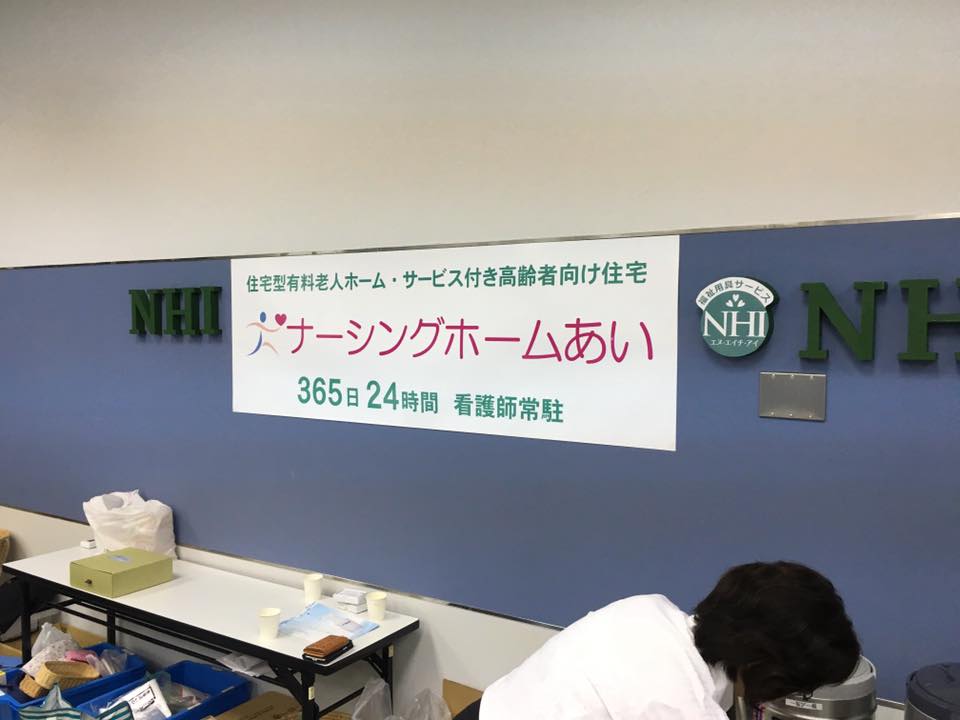 住宅型有料老人ホーム・サービス付き高齢者向け住宅
ナーシングホームあい
365日24時間 看護師常駐
NHI
福祉用具サービス
NHI
エヌ・エイチ・アイ
NH